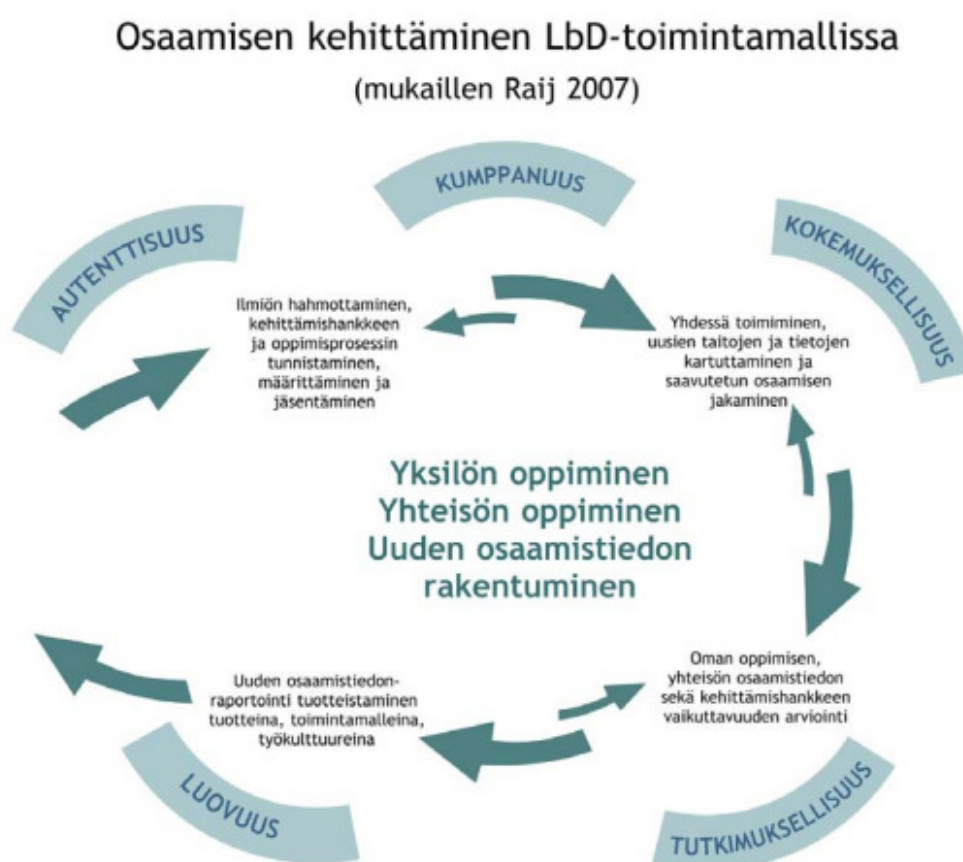 Osaamisen kehittäminen LbD-toimintamallissa
(mukaillen Raij 2007)
KUMPPANUUS
AUTENTTISUUS
KOKEMUKSELLISUUS
Ilmiön hahmottaminen,
kehittämishankkeen
ja oppimisprosessin
tunnistaminen,
määrittäminen ja
jäsentäminen
Yhdessä toimiminen,
uusien taitojen ja tietojen
kartuttaminen ja
saavutetun osaamisen
jakaminen
Yksilön oppiminen
Yhteisön oppiminen
Uuden osaamistiedon
rakentuminen
Oman oppimisen,
yhteisön osaamistiedon
sekä kehittämishankkeen
vaikuttavuuden arviointi
Uuden osaamistiedon-
raportointi tuotteistaminen
tuotteina, toimintamalleina,
työkulttuureina
LUOVUUS
TUTKIMUKSELLISUUS